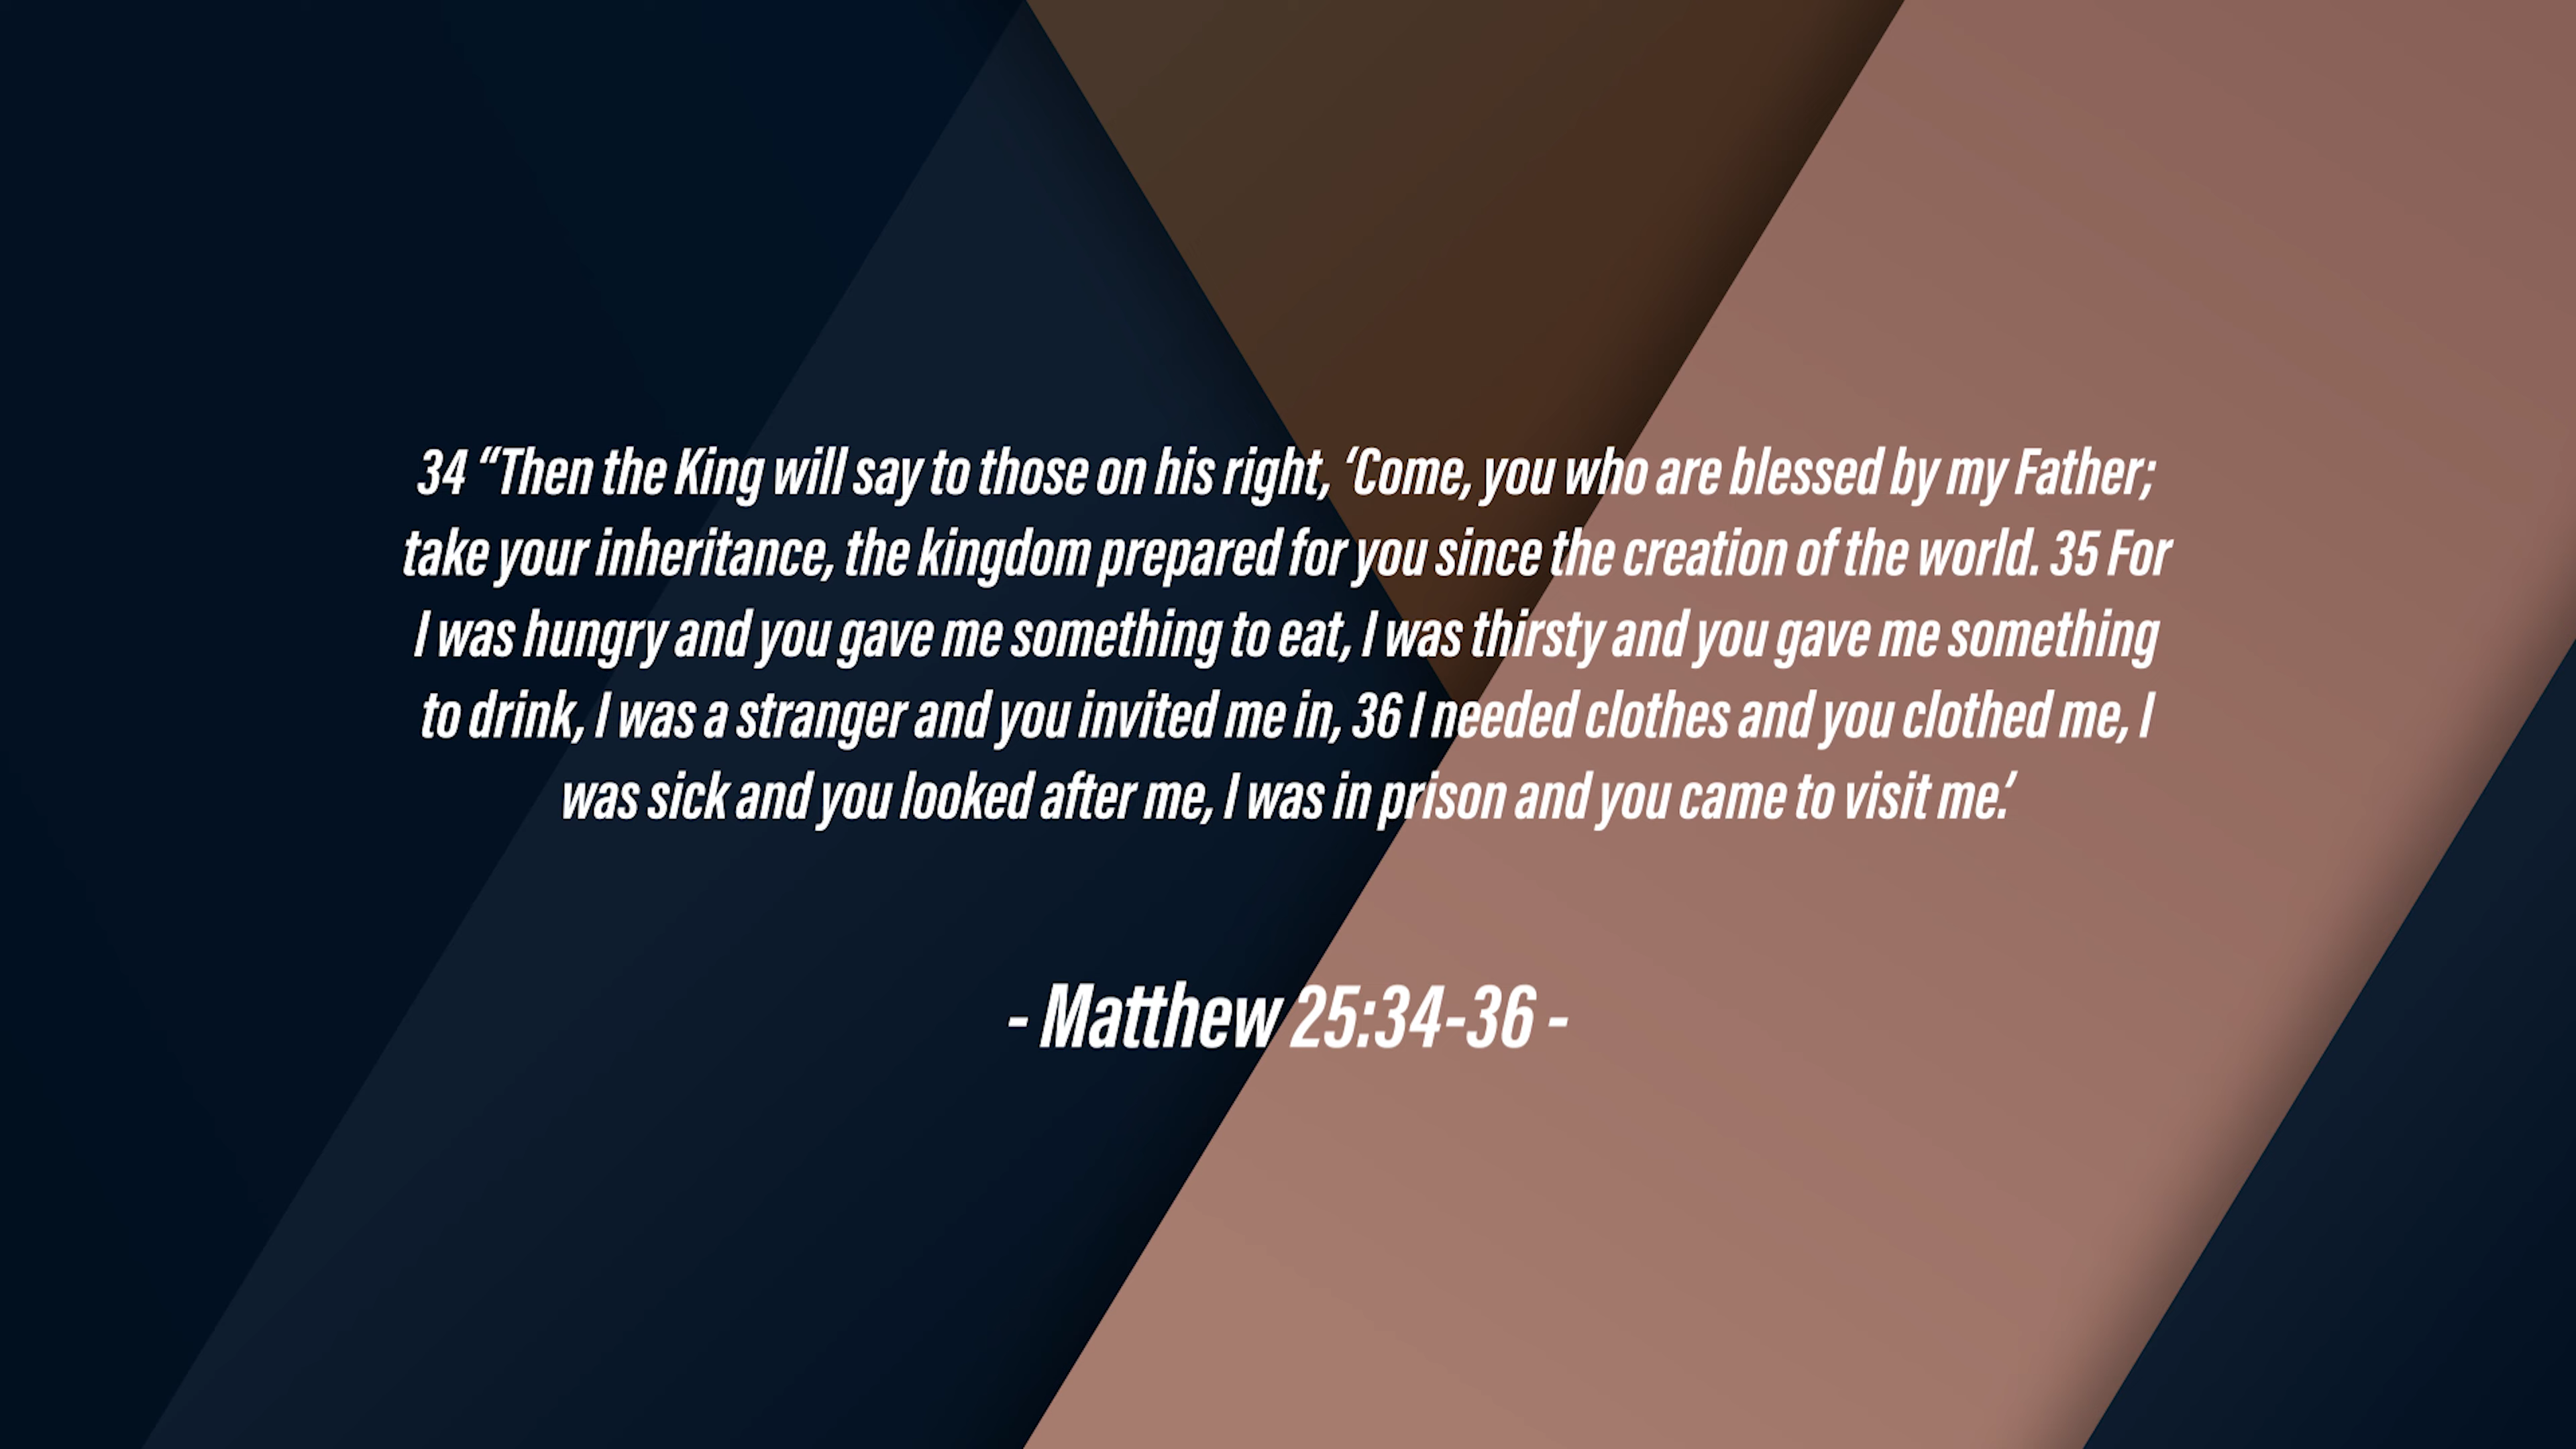 34 “Then the King will say to those on his right, ‘Come, you who are blessed by my Father;
take your inheritance, the kingdom prepared for you since the creation of the world. 35 For
I was hungry and you gave me something to eat, I was thirsty and you gave me something
to drink, I was a stranger and you invited me in, 36 I needed clothes and you clothed me, I
was sick and you looked after me, I was in prison and you came to visit me.’
- Matthew 25:34-36 -